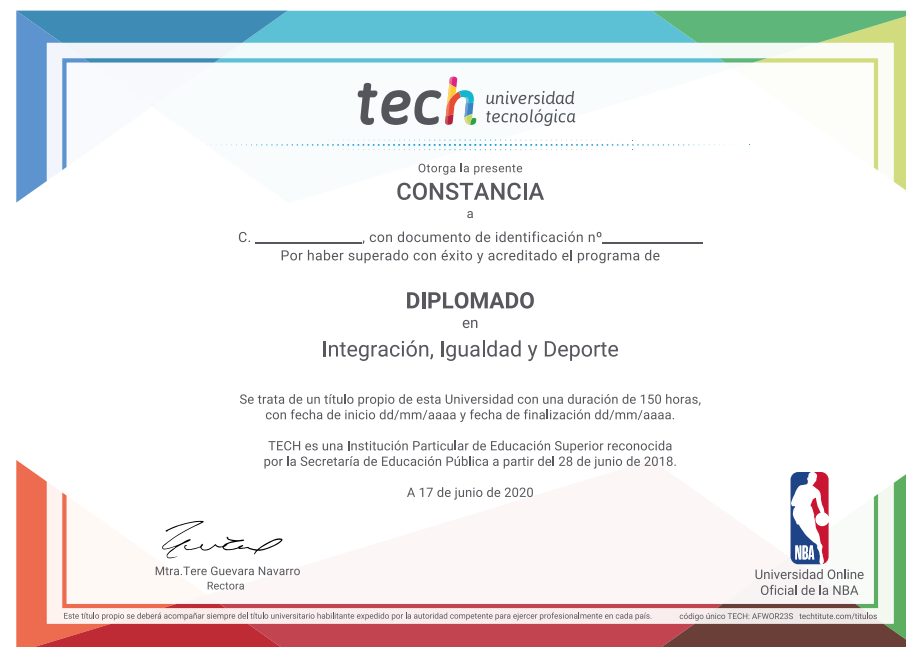 tech universidad
tecnológica
Otorga la presente
CONSTANCIA
a
C. ______________, con documento de identificación nº_____________
Por haber superado con éxito y acreditado el programa de
DIPLOMADO
en
Integración, Igualdad y Deporte
Se trata de un título propio de esta Universidad con una duración de 150 horas,
con fecha de inicio dd/mm/aaaa y fecha de finalización dd/mm/aaaa.
TECH es una Institución Particular de Educación Superior reconocida
por la Secretaría de Educación Pública a partir del 28 de junio de 2018.
A 17 de junio de 2020
Mtra.Tere Guevara Navarro
Rectora
NBA
Universidad Online
Oficial de la NBA
Este título propio se deberá acompañar siempre del título universitario habilitante expedido por la autoridad competente para ejercer profesionalmente en cada país. código único TECH: AFWOR23S techtitute.com/titulos